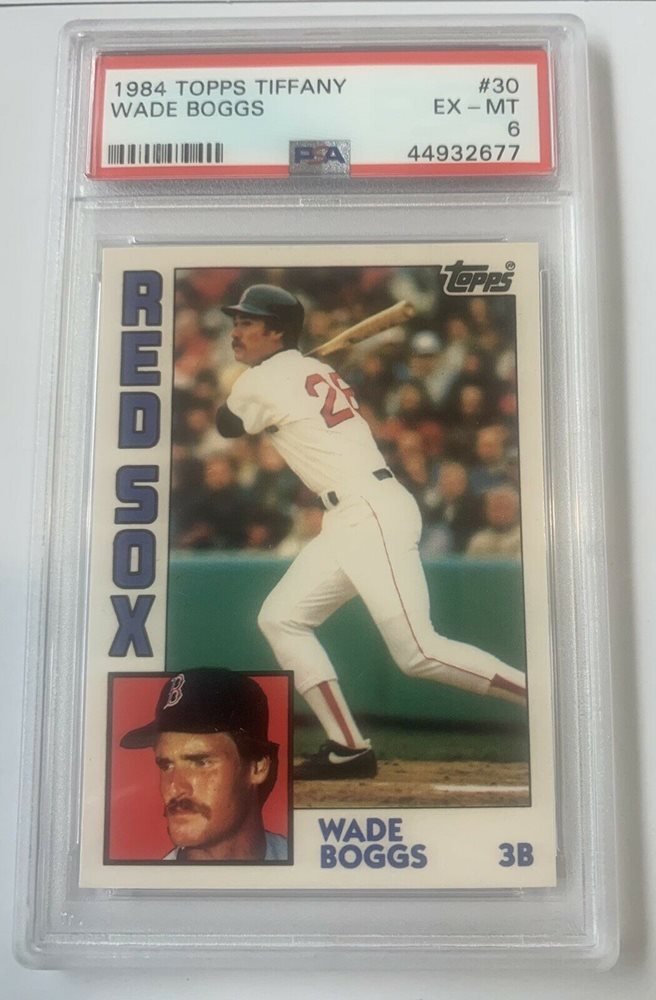 1984 TOPPS TIFFANY #30
WADE BOGGS EX - MT
6
PSA 44932677
Topps®
RED SOX
26
B
WADE
BOGGS 3B